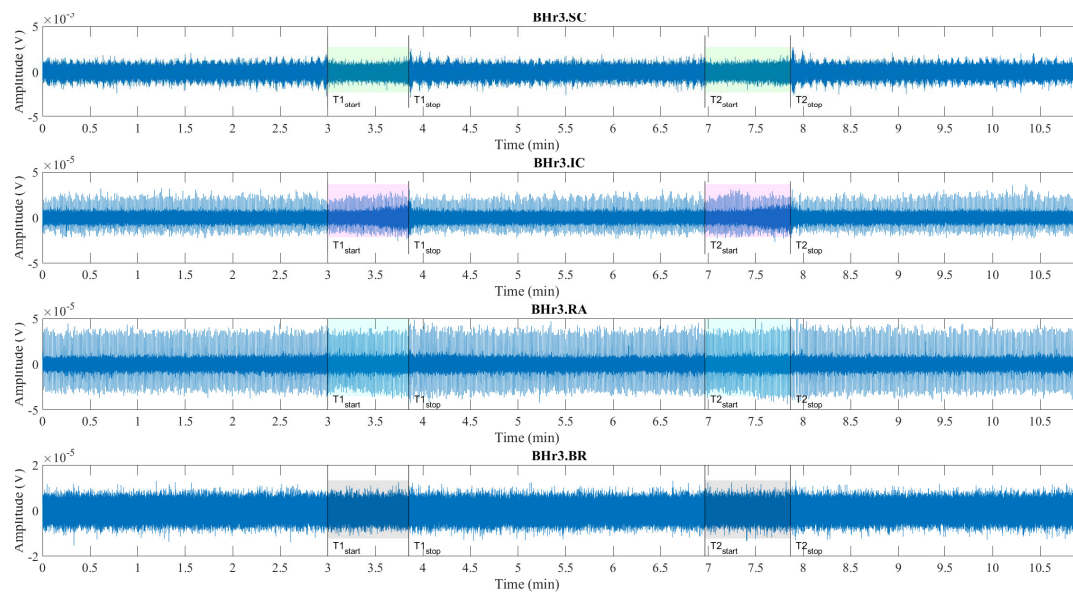 BHr3.SC
×10⁻⁵
Amplitude (V)
5
0
-5
T1start T1stop T2start T2stop
0 0.5 1 1.5 2 2.5 3 3.5 4 4.5 5 5.5 6 6.5 7 7.5 8 8.5 9 9.5 10 10.5
Time (min)
BHr3.IC
×10⁻⁵
Amplitude (V)
5
0
-5
T1start T1stop T2start T2stop
0 0.5 1 1.5 2 2.5 3 3.5 4 4.5 5 5.5 6 6.5 7 7.5 8 8.5 9 9.5 10 10.5
Time (min)
BHr3.RA
×10⁻⁵
Amplitude (V)
5
0
-5
T1start T1stop T2start T2stop
0 0.5 1 1.5 2 2.5 3 3.5 4 4.5 5 5.5 6 6.5 7 7.5 8 8.5 9 9.5 10 10.5
Time (min)
BHr3.BR
×10⁻⁵
Amplitude (V)
2
0
-2
T1start T1stop T2start T2stop
0 0.5 1 1.5 2 2.5 3 3.5 4 4.5 5 5.5 6 6.5 7 7.5 8 8.5 9 9.5 10 10.5
Time (min)